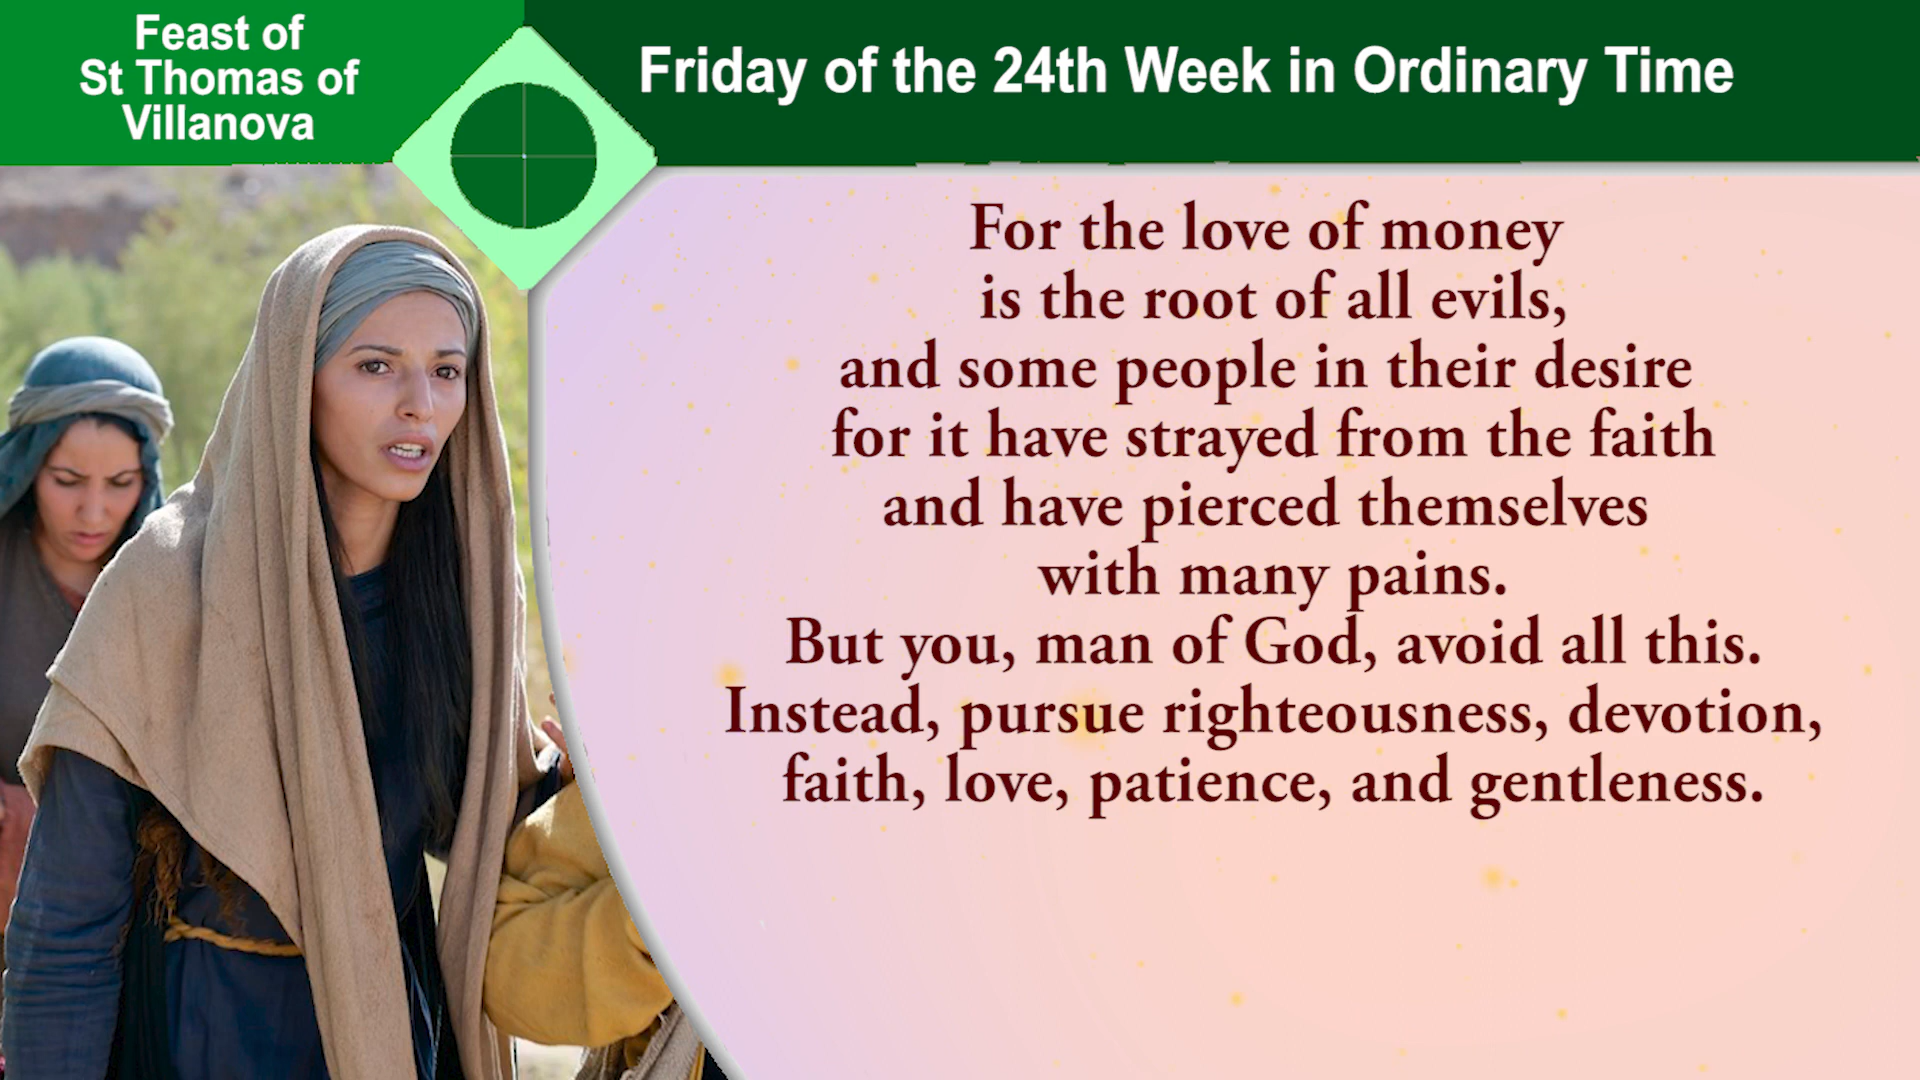 Feast of
St Thomas of
Villanova
Friday of the 24th Week in Ordinary Time
For the love of money
is the root of all evils,
and some people in their desire
for it have strayed from the faith
and have pierced themselves
with many pains.
But you, man of God, avoid all this.
Instead, pursue righteousness, devotion,
faith, love, patience, and gentleness.